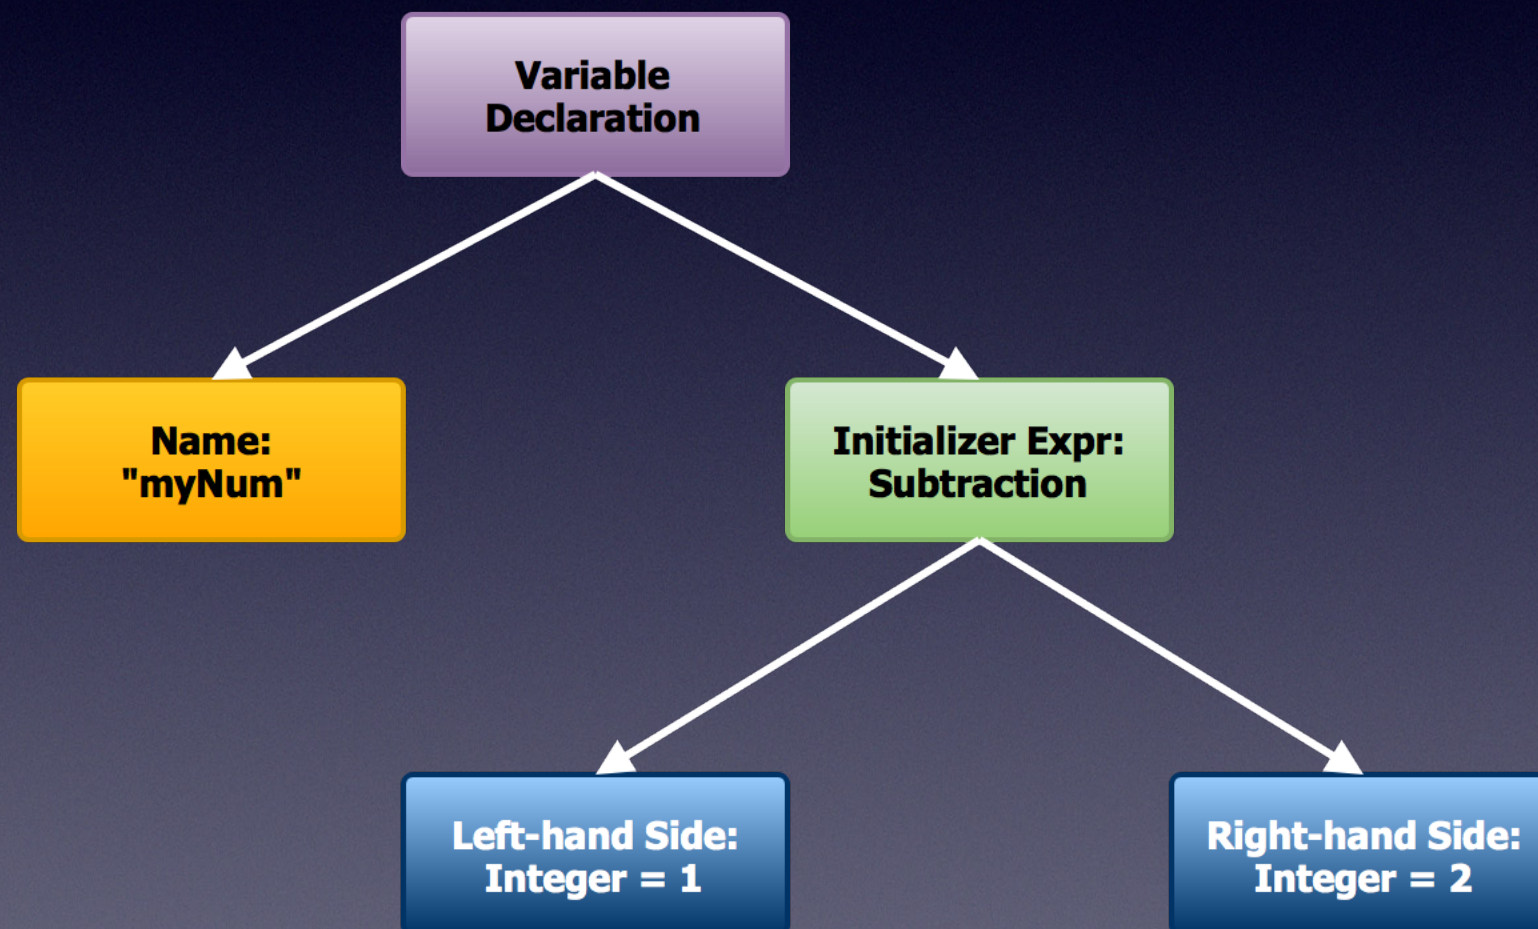 Variable
Declaration
Name:
"myNum"
Initializer Expr:
Subtraction
Left-hand Side:
Integer = 1
Right-hand Side:
Integer = 2